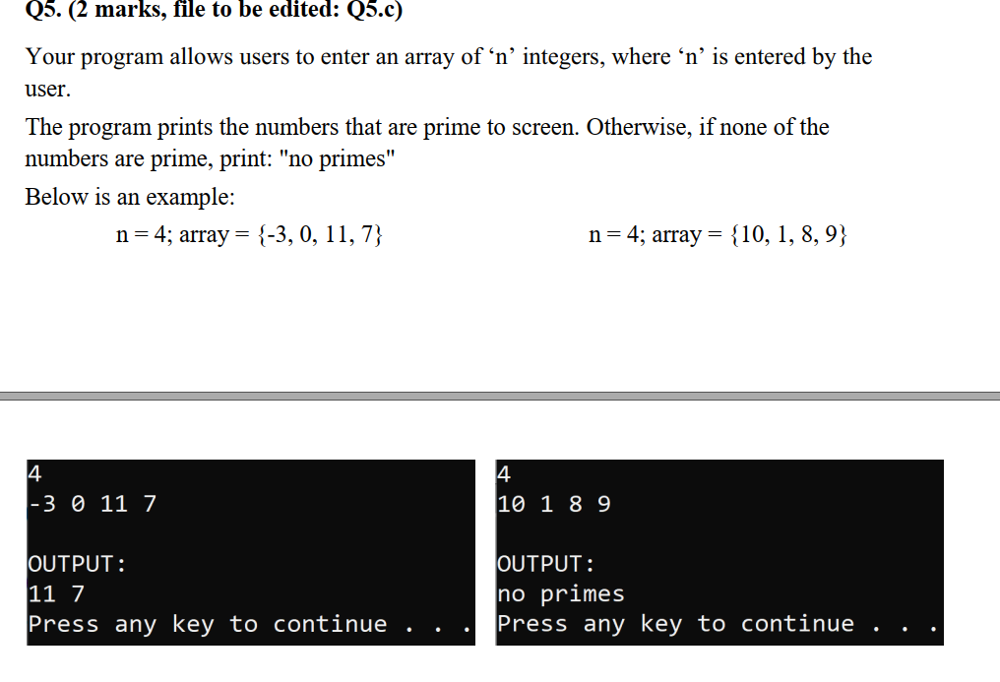 Q5. (2 marks, file to be edited: Q5.c)
Your program allows users to enter an array of ‘n’ integers, where ‘n’ is entered by the
user.
The program prints the numbers that are prime to screen. Otherwise, if none of the
numbers are prime, print: "no primes"
Below is an example:
n = 4; array = {-3, 0, 11, 7}
n = 4; array = {10, 1, 8, 9}
4
-3 0 11 7
OUTPUT:
11 7
Press any key to continue . . .
4
10 1 8 9
OUTPUT:
no primes
Press any key to continue . . .